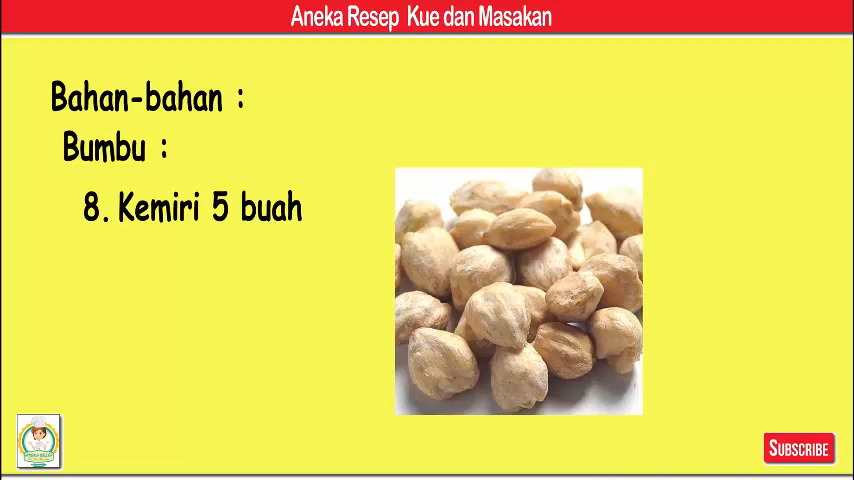 Aneka Resep Kue dan Masakan
Bahan-bahan :
Bumbu :
8. Kemiri 5 buah
SUBSCRIBE